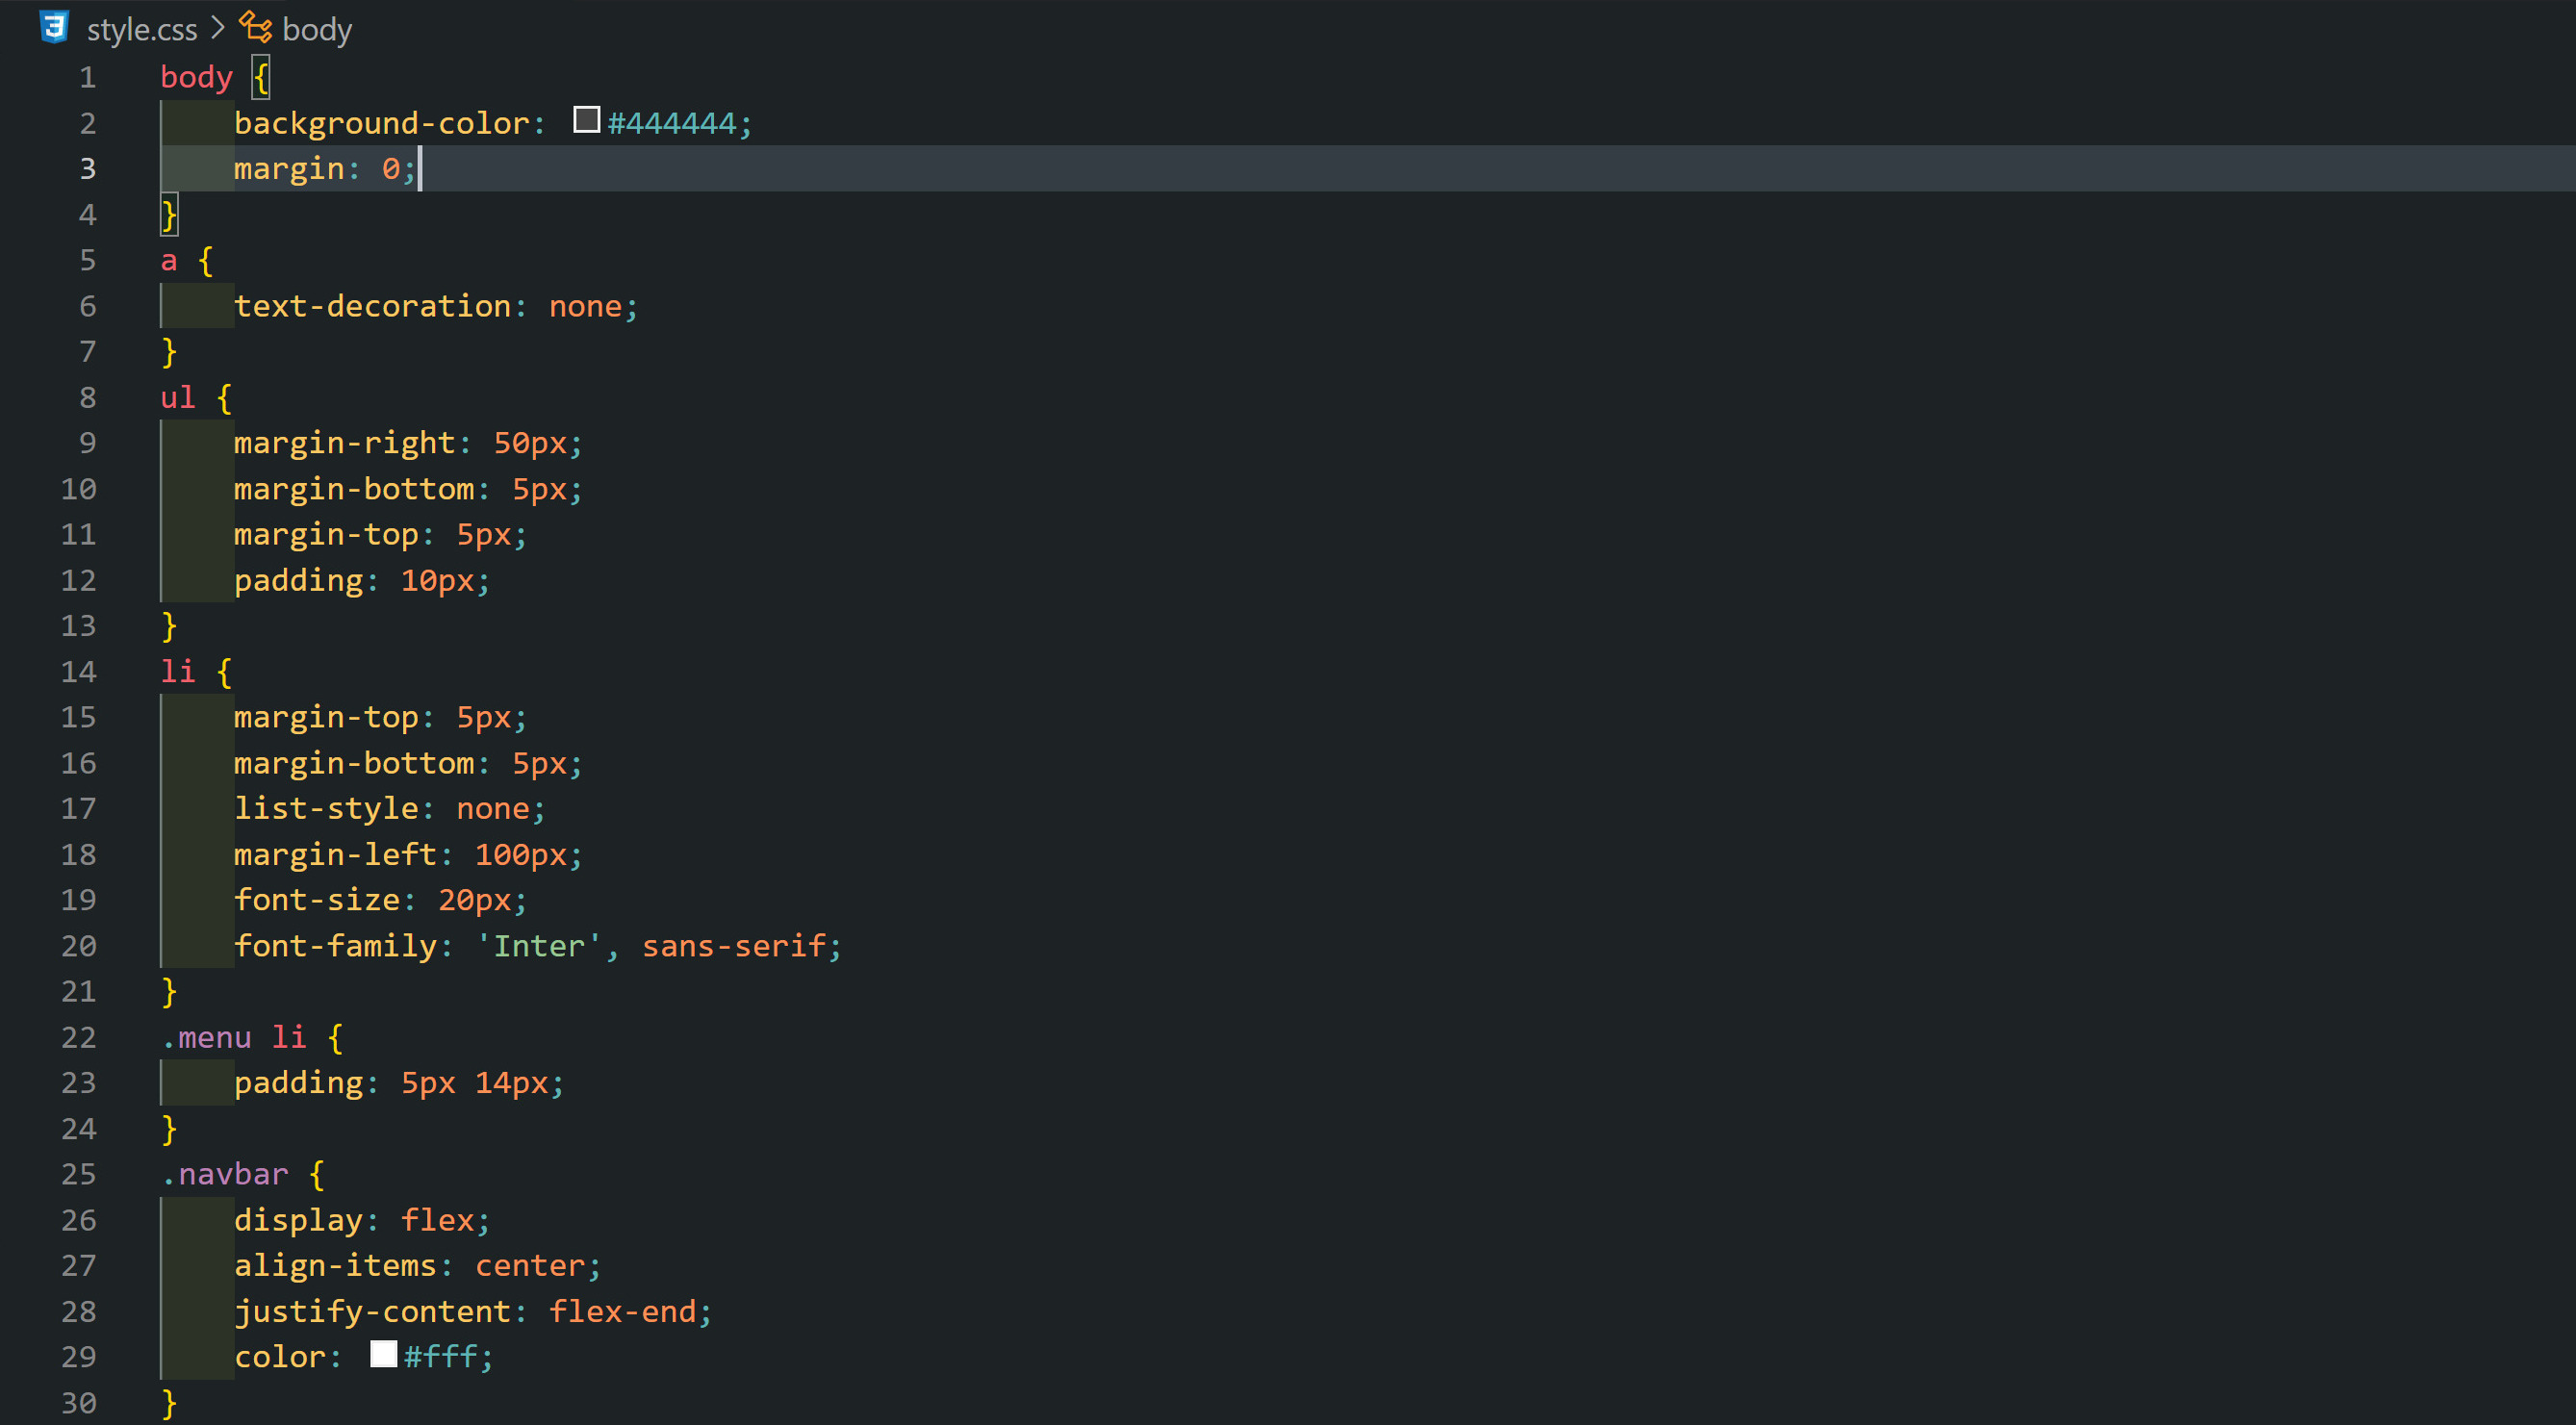 style.css > body
1 body {
2     background-color: #444444;
3     margin: 0;
4 }
5 a {
6     text-decoration: none;
7 }
8 ul {
9     margin-right: 50px;
10     margin-bottom: 5px;
11     margin-top: 5px;
12     padding: 10px;
13 }
14 li {
15     margin-top: 5px;
16     margin-bottom: 5px;
17     list-style: none;
18     margin-left: 100px;
19     font-size: 20px;
20     font-family: 'Inter', sans-serif;
21 }
22 .menu li {
23     padding: 5px 14px;
24 }
25 .navbar {
26     display: flex;
27     align-items: center;
28     justify-content: flex-end;
29     color: #fff;
30 }